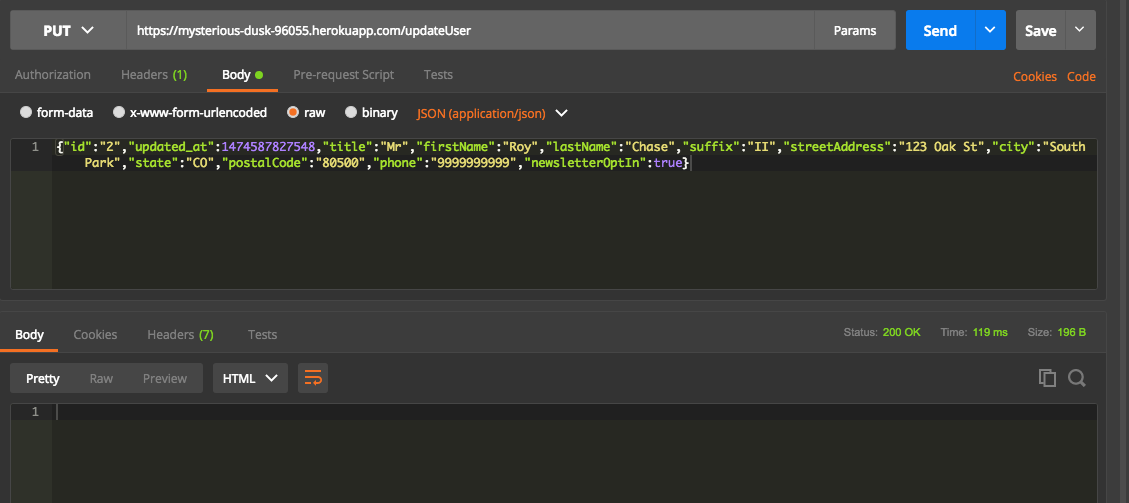 PUT https://mysterious-dusk-96055.herokuapp.com/updateUser Params Send Save
Authorization Headers (1) Body Pre-request Script Tests Cookies Code
form-data x-www-form-urlencoded raw binary JSON (application/json)
1 {"id":"2","updated_at":1474587827548,"title":"Mr","firstName":"Roy","lastName":"Chase","suffix":"II","streetAddress":"123 Oak St","city":"South
Park","state":"CO","postalCode":"80500","phone":"9999999999","newsletterOptIn":true}
Body Cookies Headers (7) Tests Status: 200 OK Time: 119 ms Size: 196 B
Pretty Raw Preview HTML
1